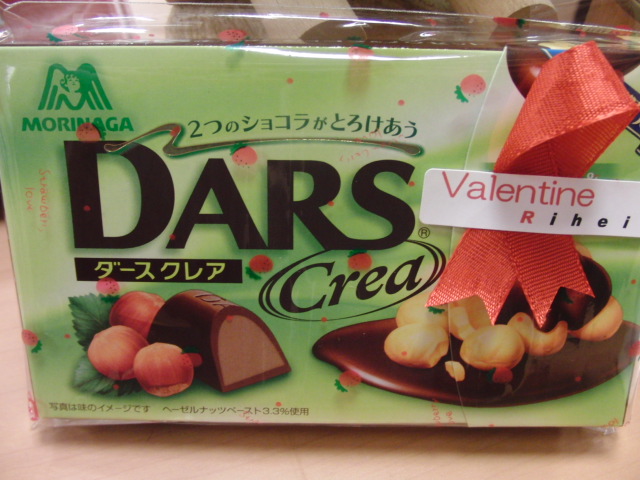 MORINAGA
2つのショコラがとろけあう
DARS®
ダースクレア
Crea
Valentine
Rihei
写真は味のイメージです ヘーゼルナッツペースト3.3%使用